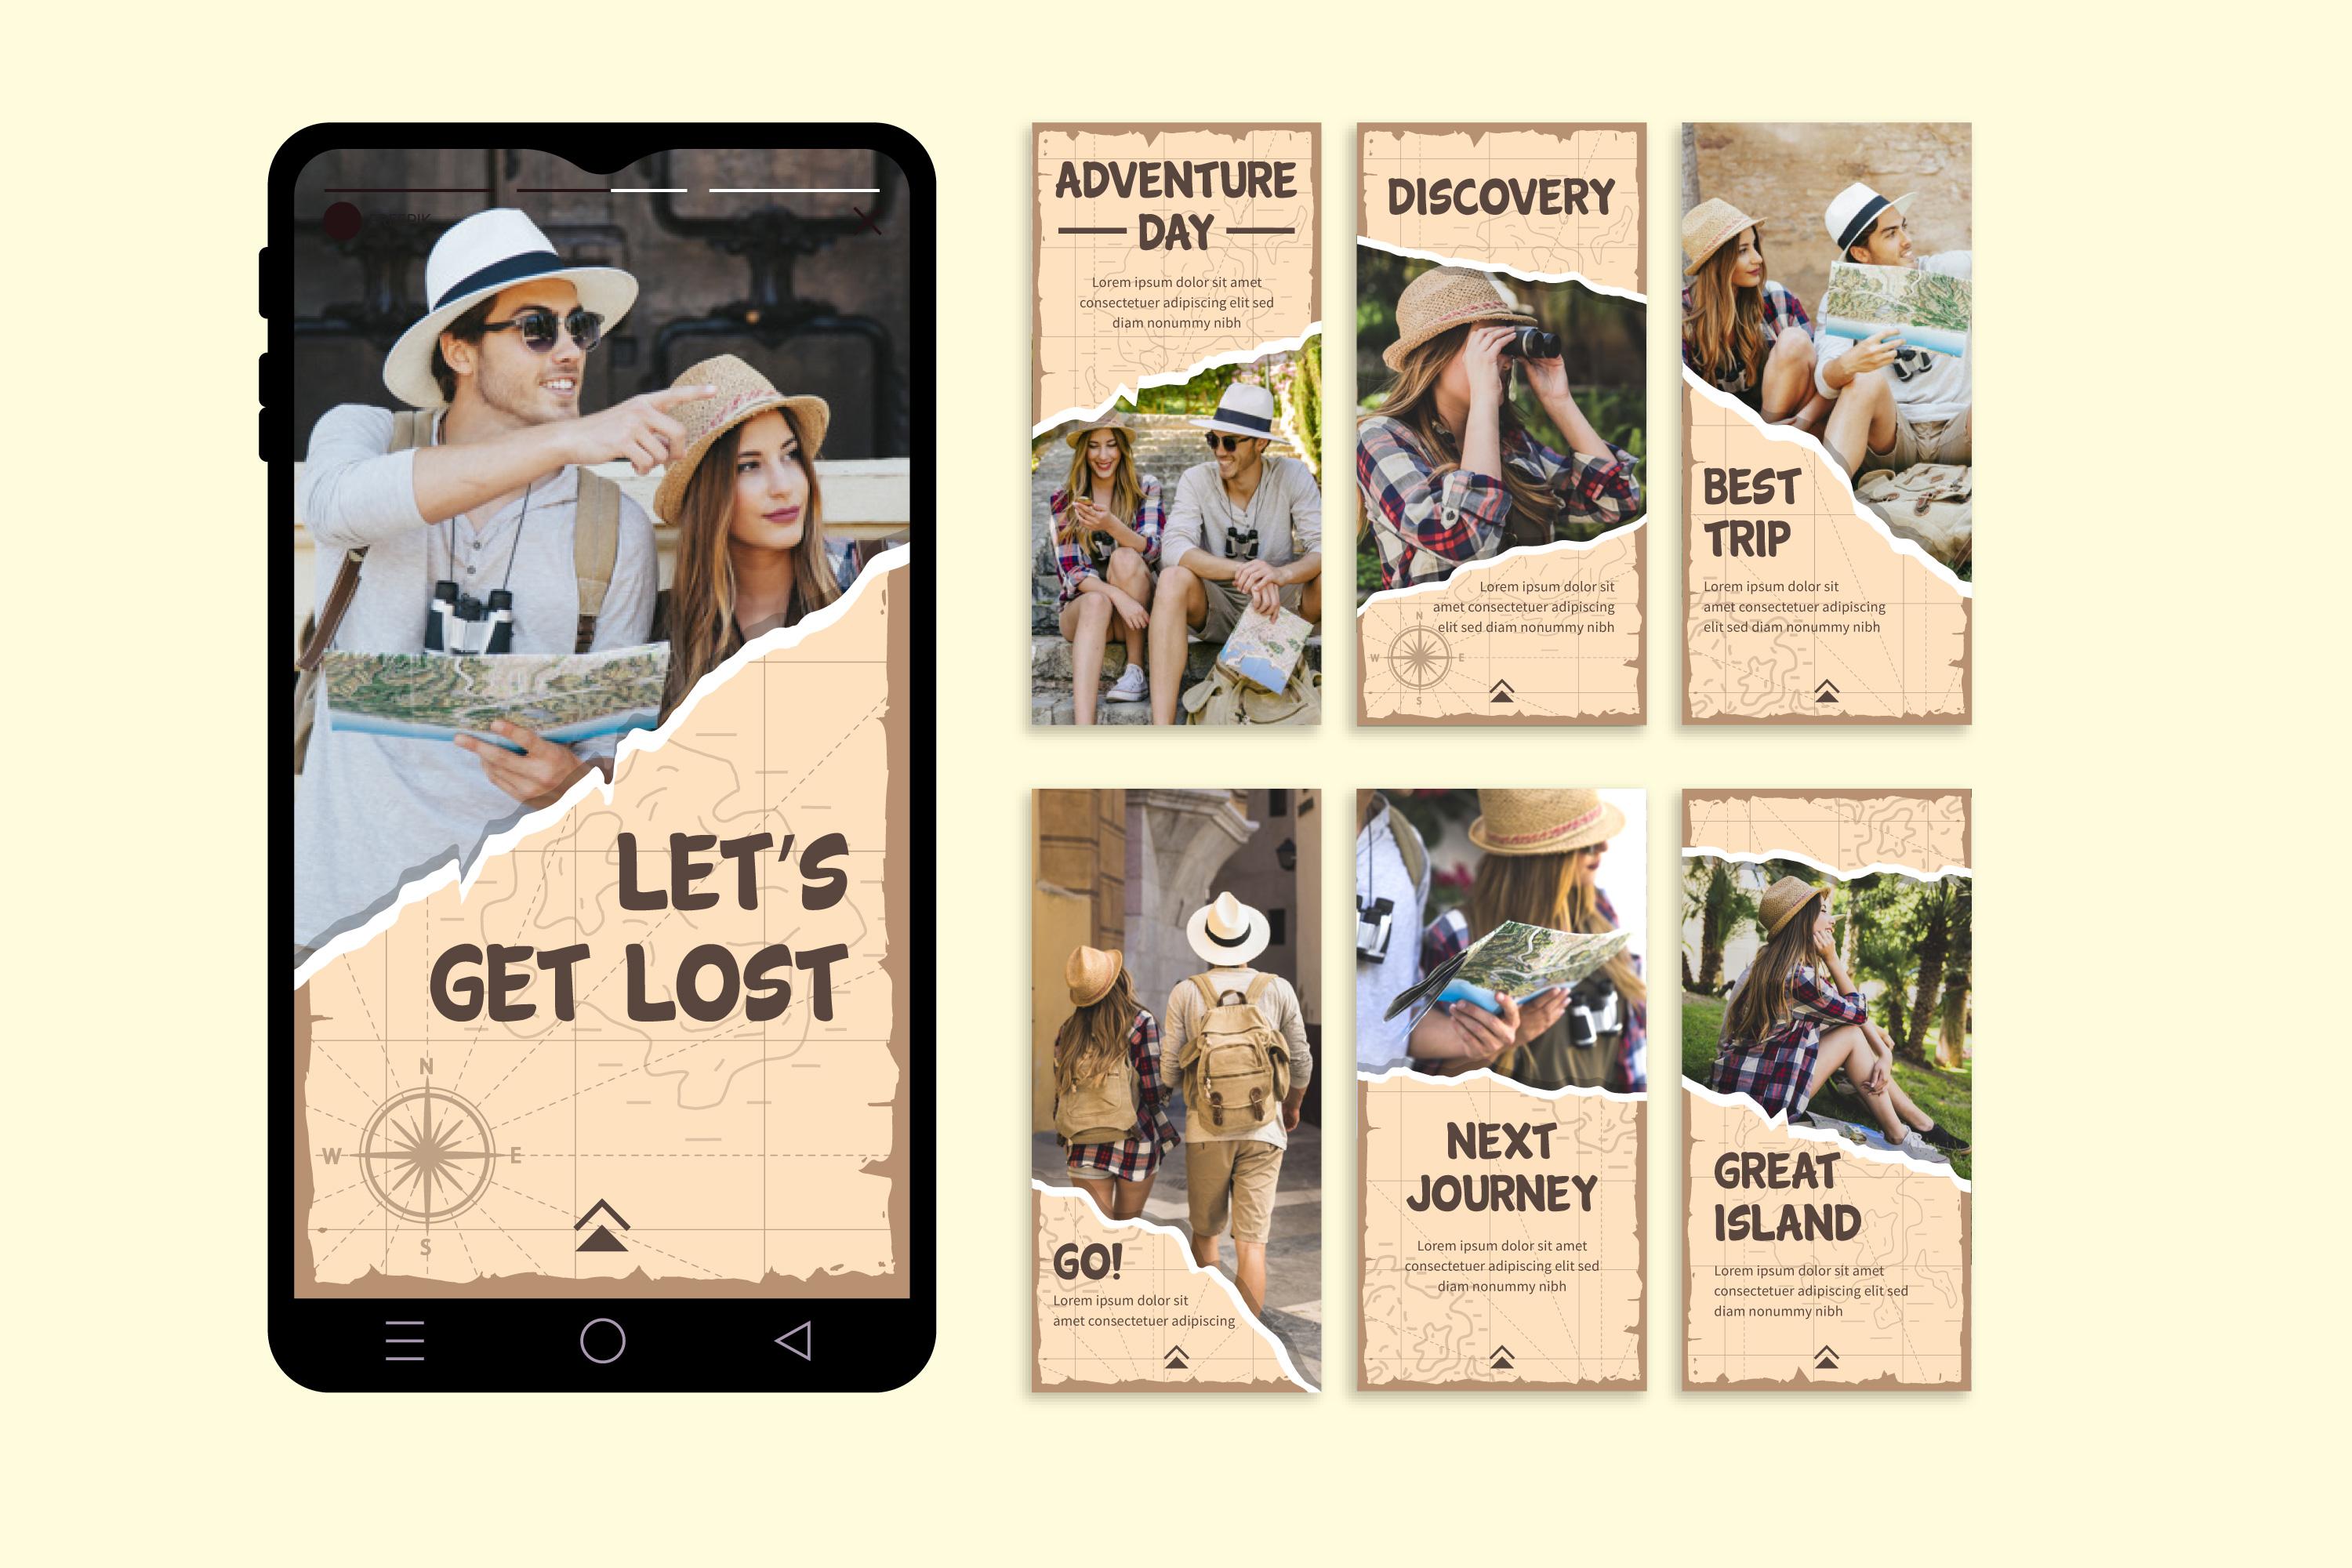 LET'S
GET LOST
N
W E
S
ADVENTURE
DAY
Lorem ipsum dolor sit amet
consectetuer adipiscing elit sed
diam nonummy nibh
DISCOVERY
Lorem ipsum dolor sit
amet consectetuer adipiscing
elit sed diam nonummy nibh
N
W E
S
BEST
TRIP
Lorem ipsum dolor sit
amet consectetuer adipiscing
elit sed diam nonummy nibh
GO!
Lorem ipsum dolor sit
amet consectetuer adipiscing
NEXT
JOURNEY
Lorem ipsum dolor sit amet
consectetuer adipiscing elit sed
diam nonummy nibh
GREAT
ISLAND
Lorem ipsum dolor sit amet
consectetuer adipiscing elit sed
diam nonummy nibh